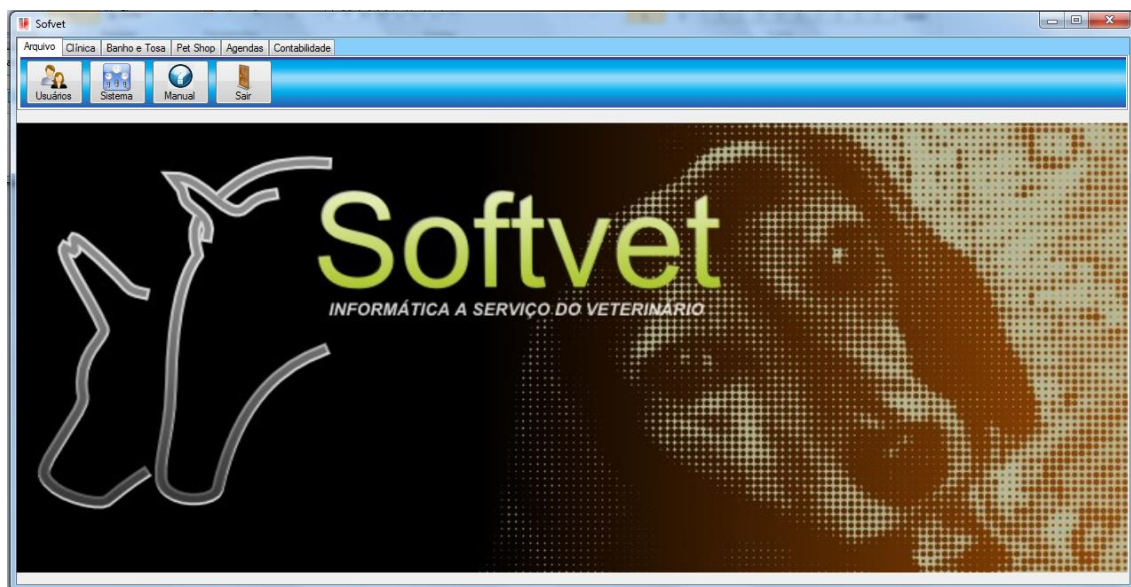 Sofvet
Arquivo Clínica Banho e Tosa Pet Shop Agendas Contabilidade
Usuários Sistema Manual Sair
Softvet
INFORMÁTICA A SERVIÇO DO VETERINÁRIO